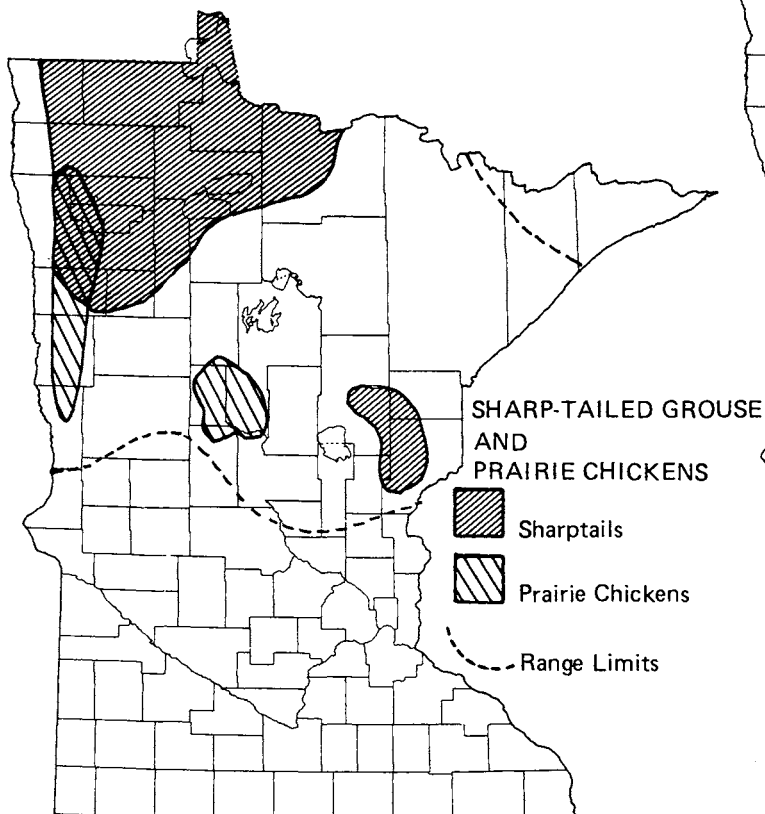 SHARP-TAILED GROUSE
AND
PRAIRIE CHICKENS
Sharptails
Prairie Chickens
Range Limits